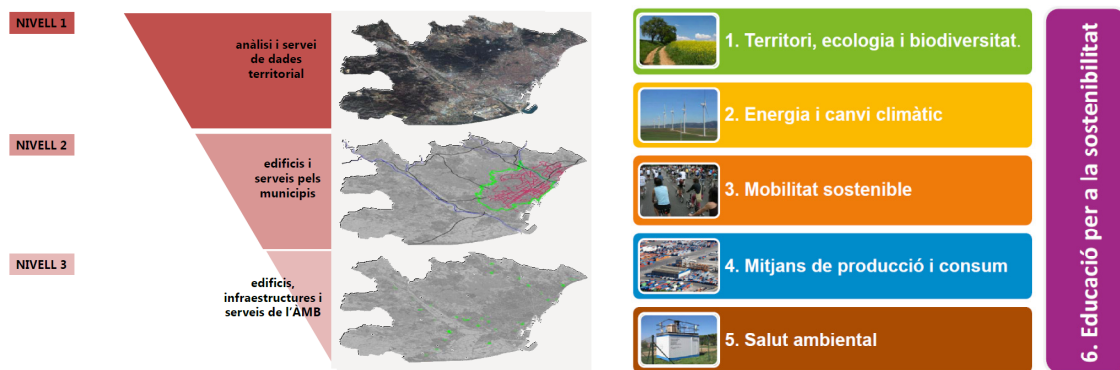 NIVELL 1
anàlisi i servei
de dades
territorial
NIVELL 2
edificis i
serveis pels
municipis
NIVELL 3
edificis,
infraestructures i
serveis de l'ÀMB
1. Territori, ecologia i biodiversitat.
2. Energia i canvi climàtic
3. Mobilitat sostenible
4. Mitjans de producció i consum
5. Salut ambiental
6. Educació per a la sostenibilitat